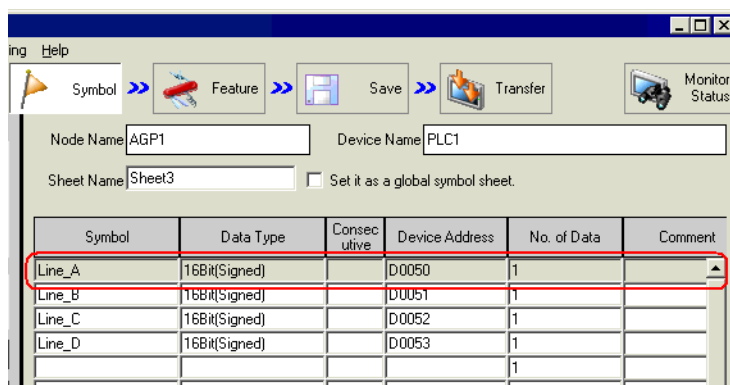 ing Help
Symbol Feature Save Transfer Monitor Status
Node Name AGP1 Device Name PLC1
Sheet Name Sheet3 Set it as a global symbol sheet.
Symbol Data Type Consecutive Device Address No. of Data Comment
Line_A 16Bit(Signed) D0050 1
Line_B 16Bit(Signed) D0051 1
Line_C 16Bit(Signed) D0052 1
Line_D 16Bit(Signed) D0053 1
1